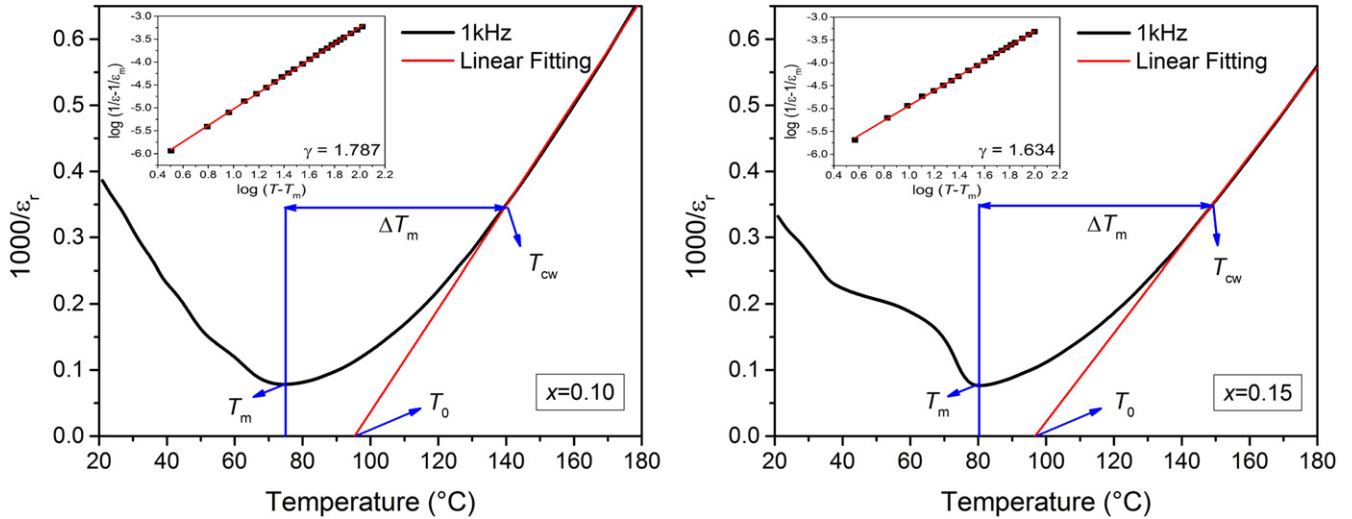 -3.0
-3.5
-4.0
-4.5
-5.0
-5.5
-6.0
log (1/ε-1/εm)
0.4 0.6 0.8 1.0 1.2 1.4 1.6 1.8 2.0 2.2
log (T-Tm)
γ = 1.787
1kHz
Linear Fitting
0.6
0.5
0.4
0.3
0.2
0.1
0.0
1000/εr
ΔTm
Tcw
Tm
T0
x=0.10
20 40 60 80 100 120 140 160 180
Temperature (°C)
-3.0
-3.5
-4.0
-4.5
-5.0
-5.5
-6.0
log (1/ε-1/εm)
0.4 0.6 0.8 1.0 1.2 1.4 1.6 1.8 2.0 2.2
log (T-Tm)
γ = 1.634
1kHz
Linear Fitting
0.6
0.5
0.4
0.3
0.2
0.1
0.0
1000/εr
ΔTm
Tcw
Tm
T0
x=0.15
20 40 60 80 100 120 140 160 180
Temperature (°C)